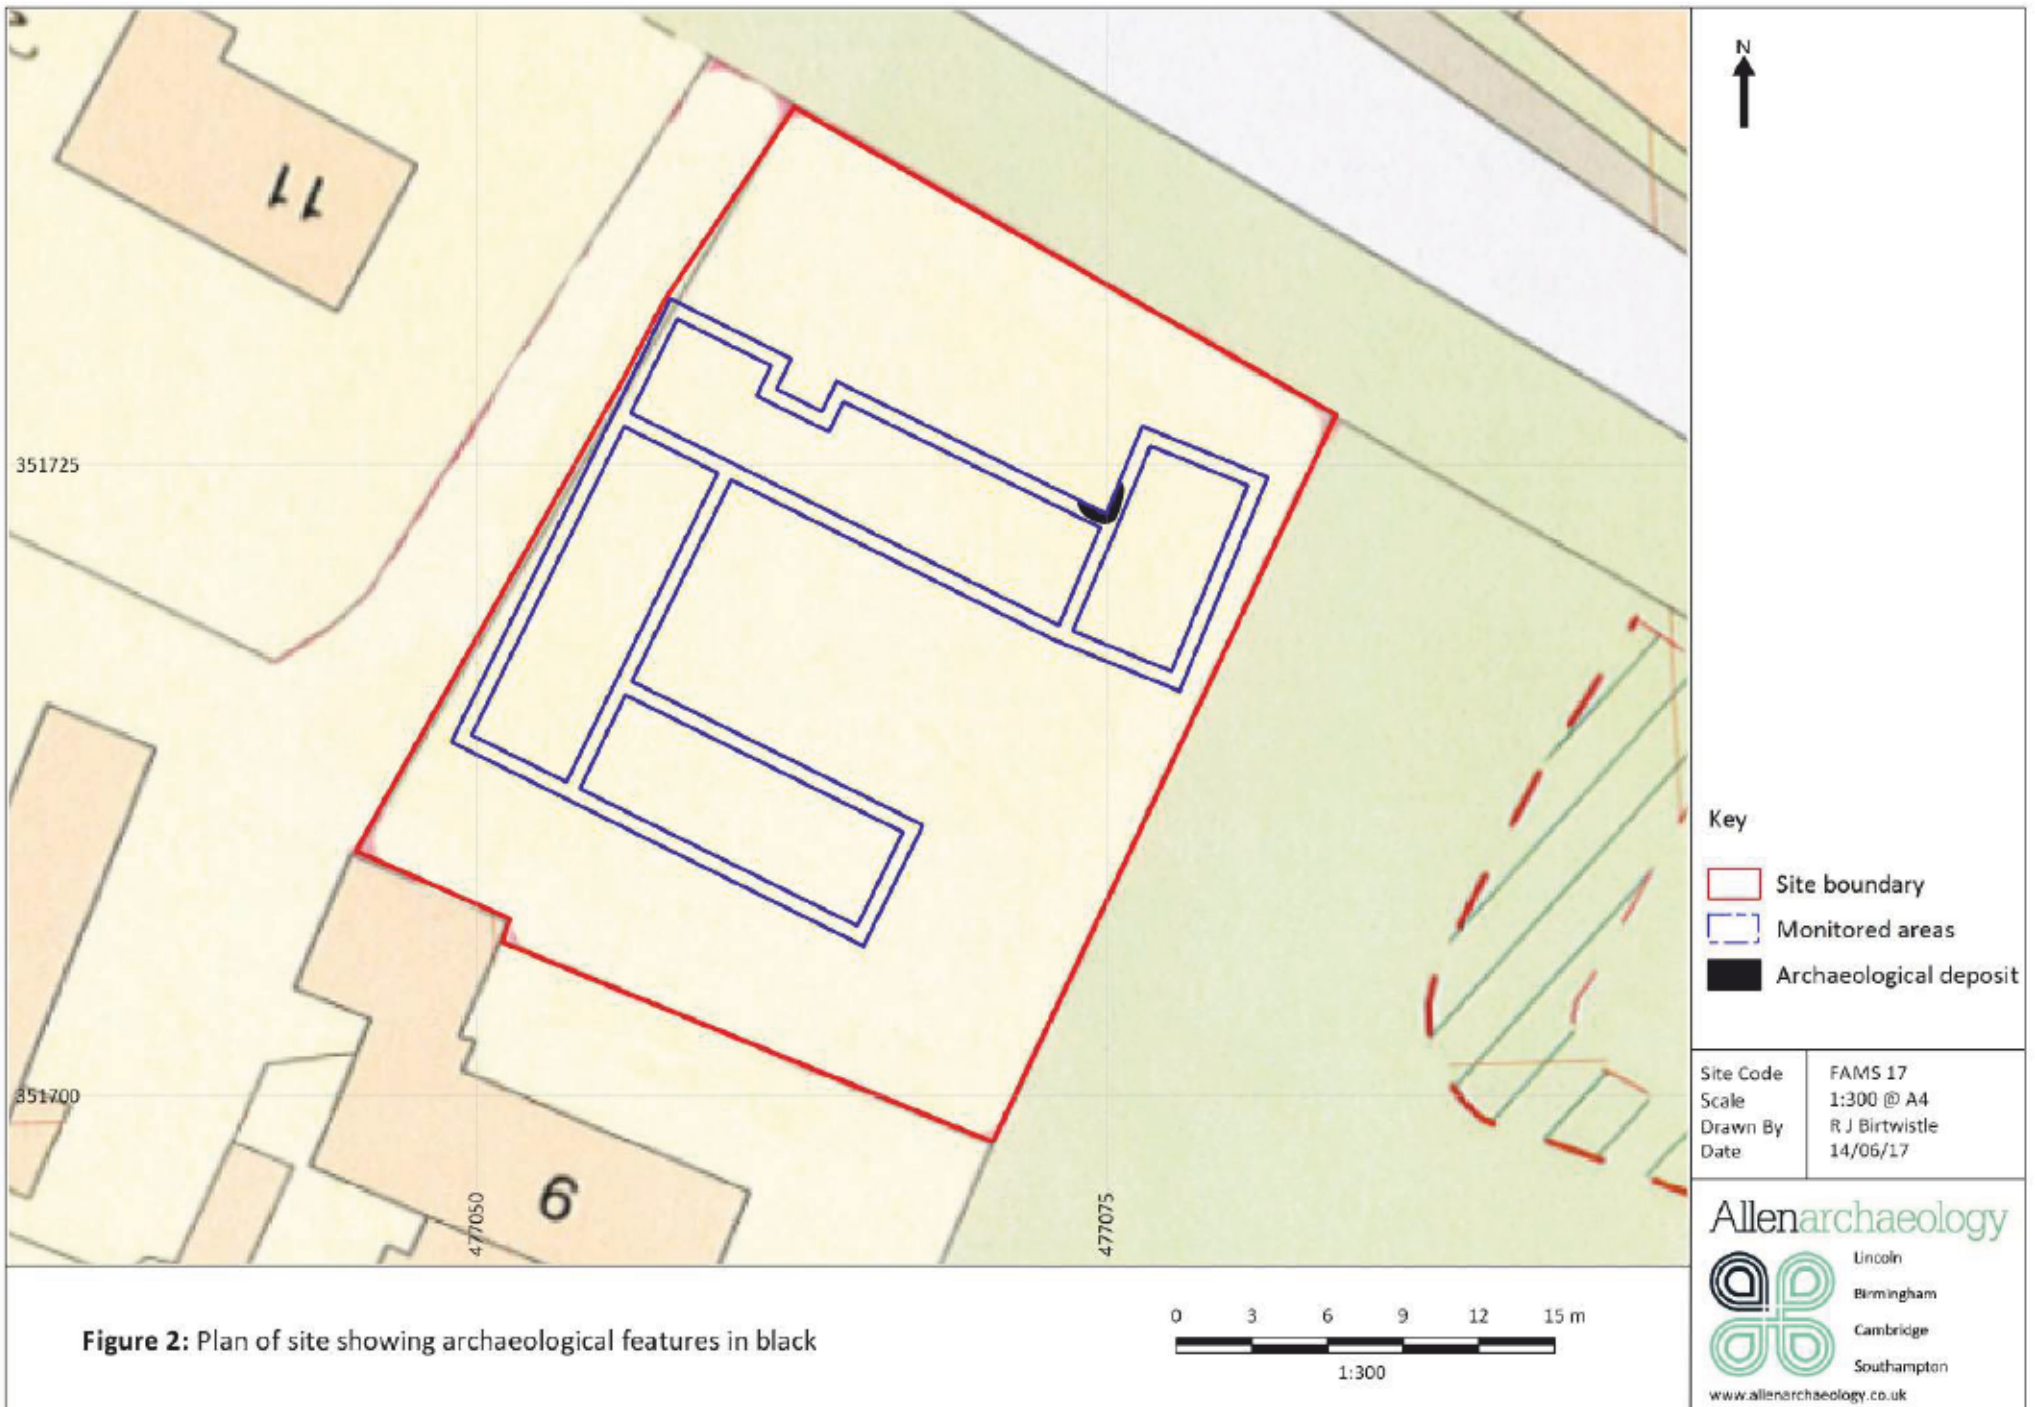 11
N
351725
351700
477050
477075
9
Key
Site boundary
Monitored areas
Archaeological deposit
Site Code FAMS 17
Scale 1:300 @ A4
Drawn By R J Birtwistle
Date 14/06/17
Allenarchaeology
Lincoln
Birmingham
Cambridge
Southampton
www.allenarchaeology.co.uk
Figure 2: Plan of site showing archaeological features in black
0 3 6 9 12 15 m
1:300